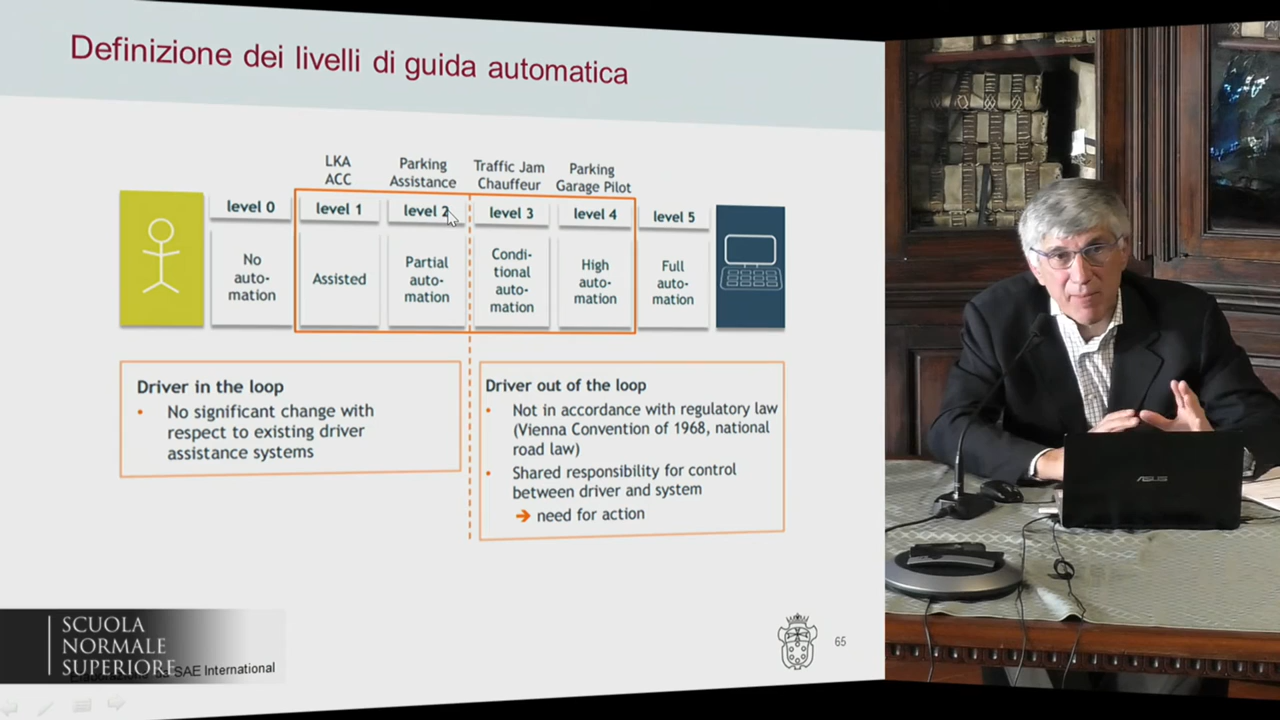 Definizione dei livelli di guida automatica
LKA
ACC
Parking
Assistance
Traffic Jam
Chauffeur
Parking
Garage Pilot
level 0
level 1
level 2
level 3
level 4
level 5
No
auto-
mation
Assisted
Partial
auto-
mation
Condi-
tional
auto-
mation
High
auto-
mation
Full
auto-
mation
Driver in the loop
• No significant change with
respect to existing driver
assistance systems
Driver out of the loop
• Not in accordance with regulatory law
(Vienna Convention of 1968, national
road law)
• Shared responsibility for control
between driver and system
➔ need for action
SCUOLA
NORMALE
SUPERIORE
SAE International
65
ASUS